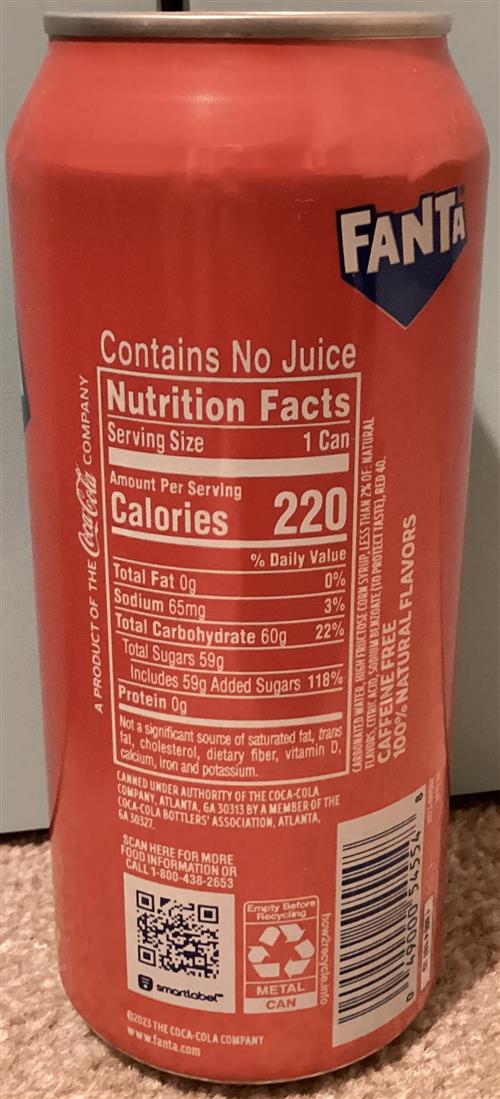 FANTA
Contains No Juice
Nutrition Facts
Serving Size 1 Can
Amount Per Serving
Calories 220
% Daily Value
Total Fat 0g 0%
Sodium 65mg 3%
Total Carbohydrate 60g 22%
Total Sugars 59g
Includes 59g Added Sugars 118%
Protein 0g
Not a significant source of saturated fat, trans
fat, cholesterol, dietary fiber, vitamin D,
calcium, iron and potassium.
CANNED UNDER AUTHORITY OF THE COCA-COLA
COMPANY, ATLANTA, GA 30313 BY A MEMBER OF THE
COCA-COLA BOTTLERS' ASSOCIATION, ATLANTA,
GA 30327.
A PRODUCT OF THE Coca-Cola COMPANY
CARBONATED WATER, HIGH FRUCTOSE CORN SYRUP, LESS THAN 2% OF: NATURAL
FLAVORS, CITRIC ACID, SODIUM BENZOATE (TO PROTECT TASTE), RED 40.
CAFFEINE FREE
100% NATURAL FLAVORS
SCAN HERE FOR MORE
FOOD INFORMATION OR
CALL 1-800-438-2653
smartlabel™
Empty Before
Recycling
METAL
CAN
how2recycle.info
0 49000 54554 8
©2023 THE COCA-COLA COMPANY
www.fanta.com